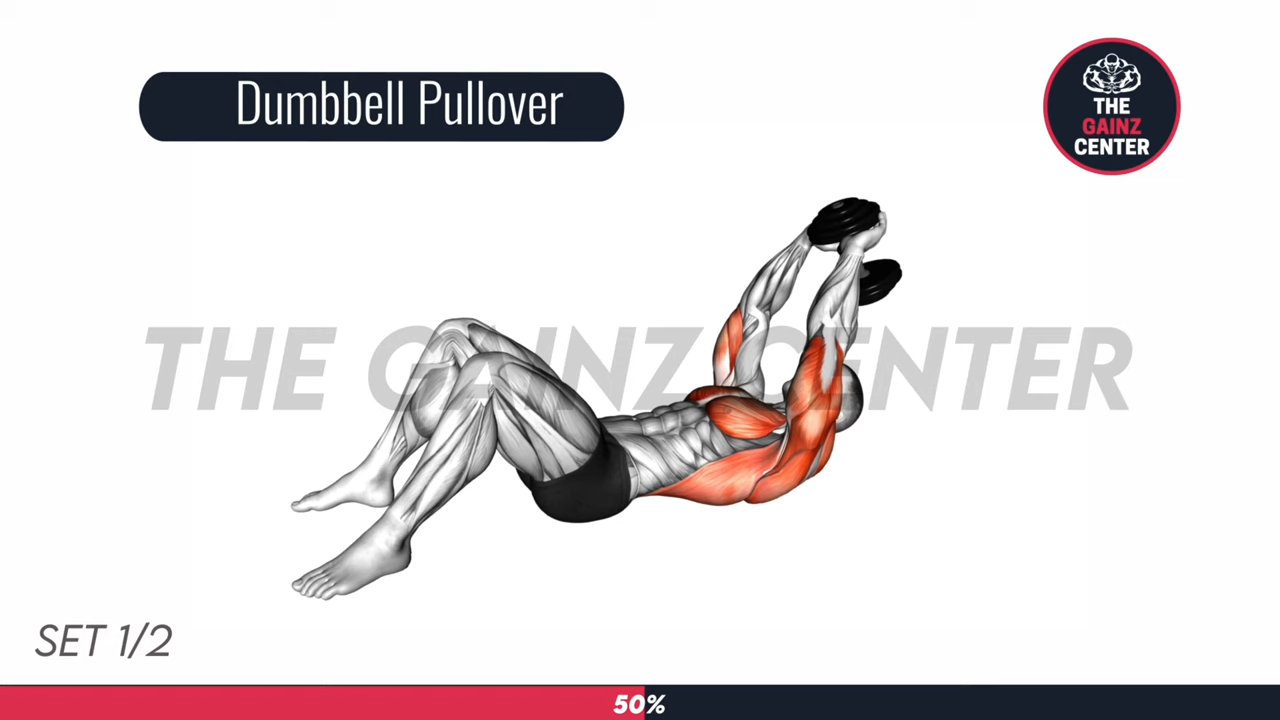 Dumbbell Pullover
THE
GAINZ
CENTER
THE GAINZ CENTER
SET 1/2
50%